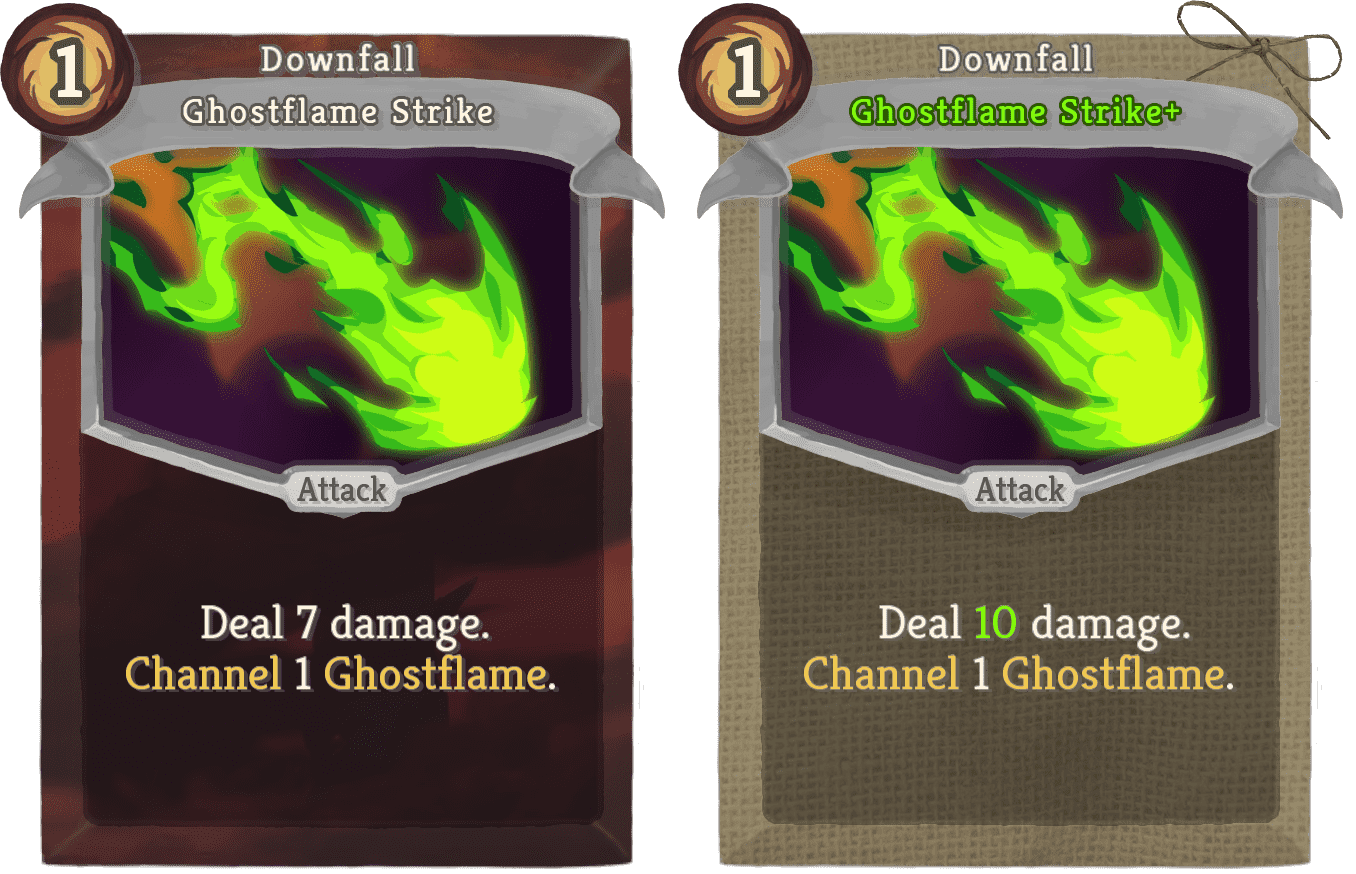 1
Downfall
Ghostflame Strike
Attack
Deal 7 damage.
Channel 1 Ghostflame.
1
Downfall
Ghostflame Strike+
Attack
Deal 10 damage.
Channel 1 Ghostflame.